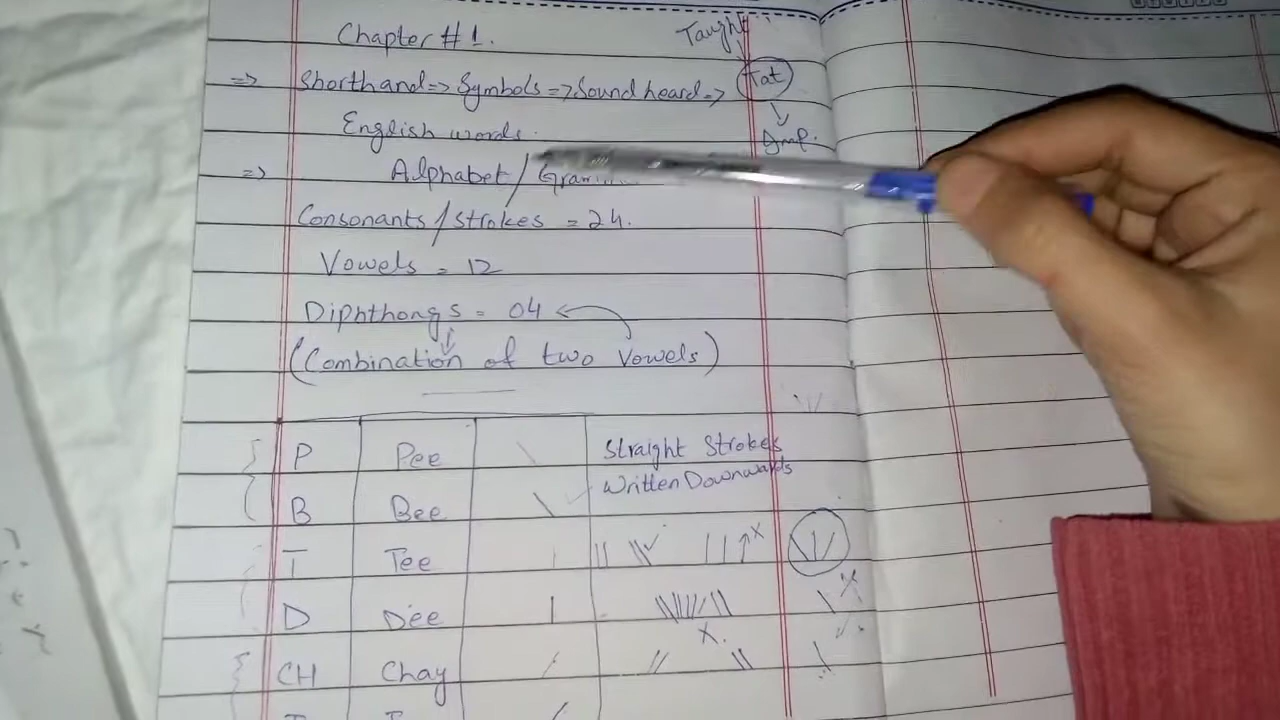 Chapter # 1.
Taught
=> Shorthand => Symbols => Sound heard => Tat
English words.
=> Alphabet /
Consonants / Strokes = 24.
Vowels = 12
Diphthongs = 04
(Combination of two Vowels)
P Pee Straight Strokes
Written Downwards
B Bee
T Tee
D Dee
CH Chay